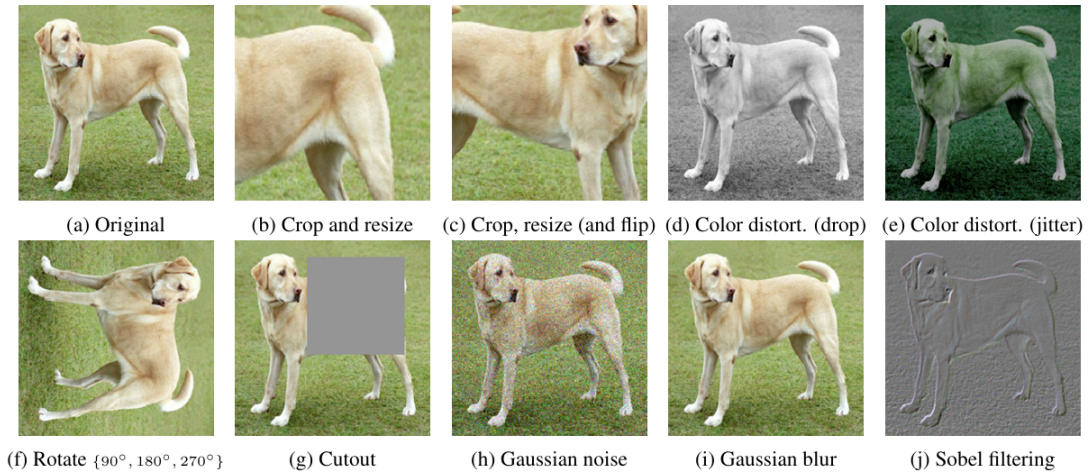 (a) Original
(b) Crop and resize
(c) Crop, resize (and flip)
(d) Color distort. (drop)
(e) Color distort. (jitter)
(f) Rotate {90°, 180°, 270°}
(g) Cutout
(h) Gaussian noise
(i) Gaussian blur
(j) Sobel filtering